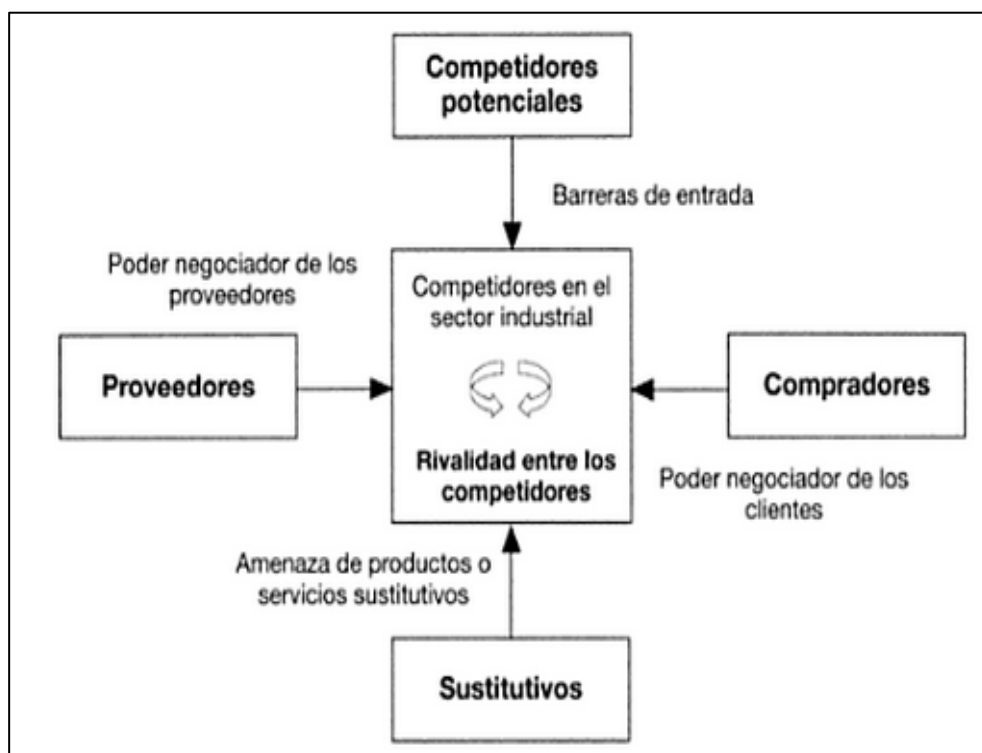 Competidores
potenciales
Barreras de entrada
Poder negociador de los
proveedores
Competidores en el
sector industrial
Proveedores
Compradores
Rivalidad entre los
competidores
Poder negociador de los
clientes
Amenaza de productos o
servicios sustitutivos
Sustitutivos